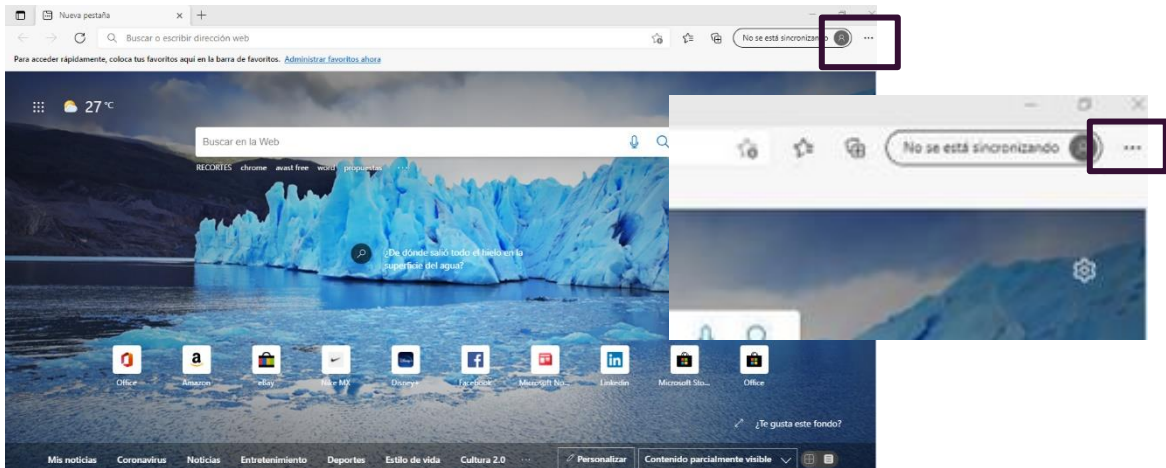 Nueva pestaña
Buscar o escribir dirección web
No se está sincronizando
Para acceder rápidamente, coloca tus favoritos aquí en la barra de favoritos. Administrar favoritos ahora
27 °C
Buscar en la Web
RECORTES chrome avast free word propuestas
No se está sincronizando
¿De dónde salió todo el hielo en la
superficie del agua?
Office Amazon eBay Nike MX Disney+ Facebook Microsoft No... LinkedIn Microsoft Sto... Office
¿Te gusta este fondo?
Mis noticias Coronavirus Noticias Entretenimiento Deportes Estilo de vida Cultura 2.0 ... Personalizar Contenido parcialmente visible